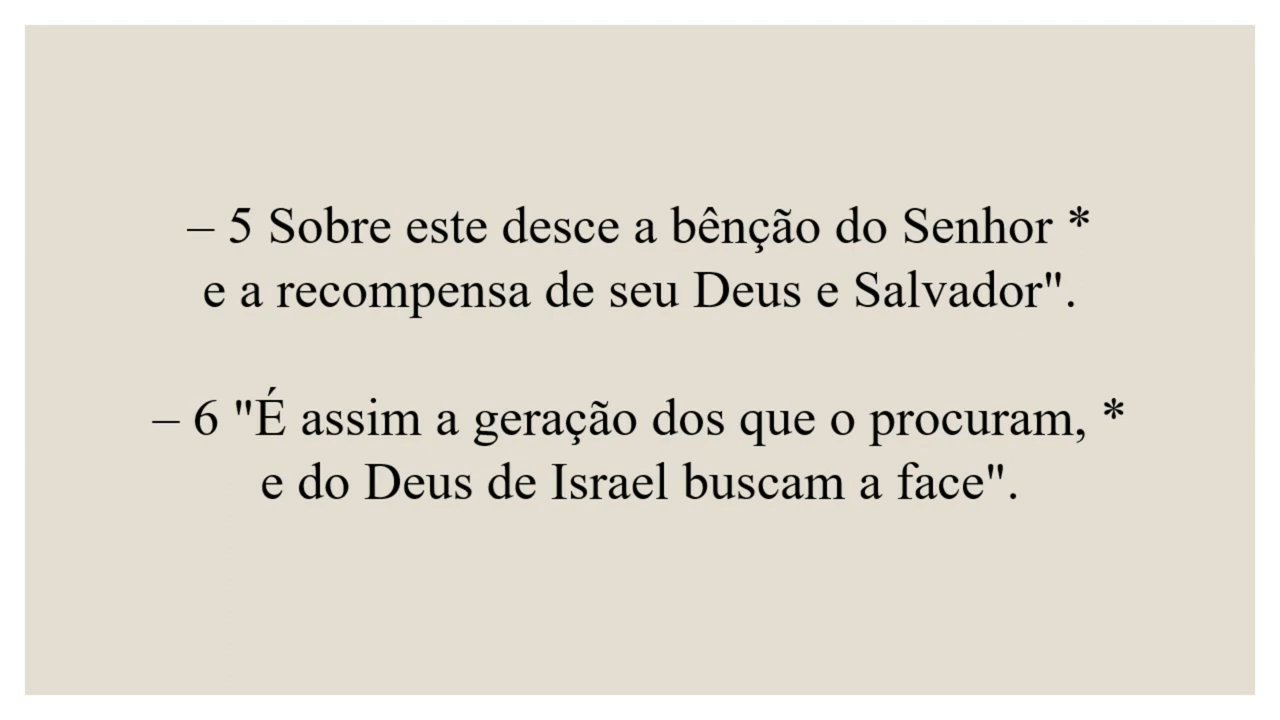 – 5 Sobre este desce a bênção do Senhor *
e a recompensa de seu Deus e Salvador".
– 6 "É assim a geração dos que o procuram, *
e do Deus de Israel buscam a face".